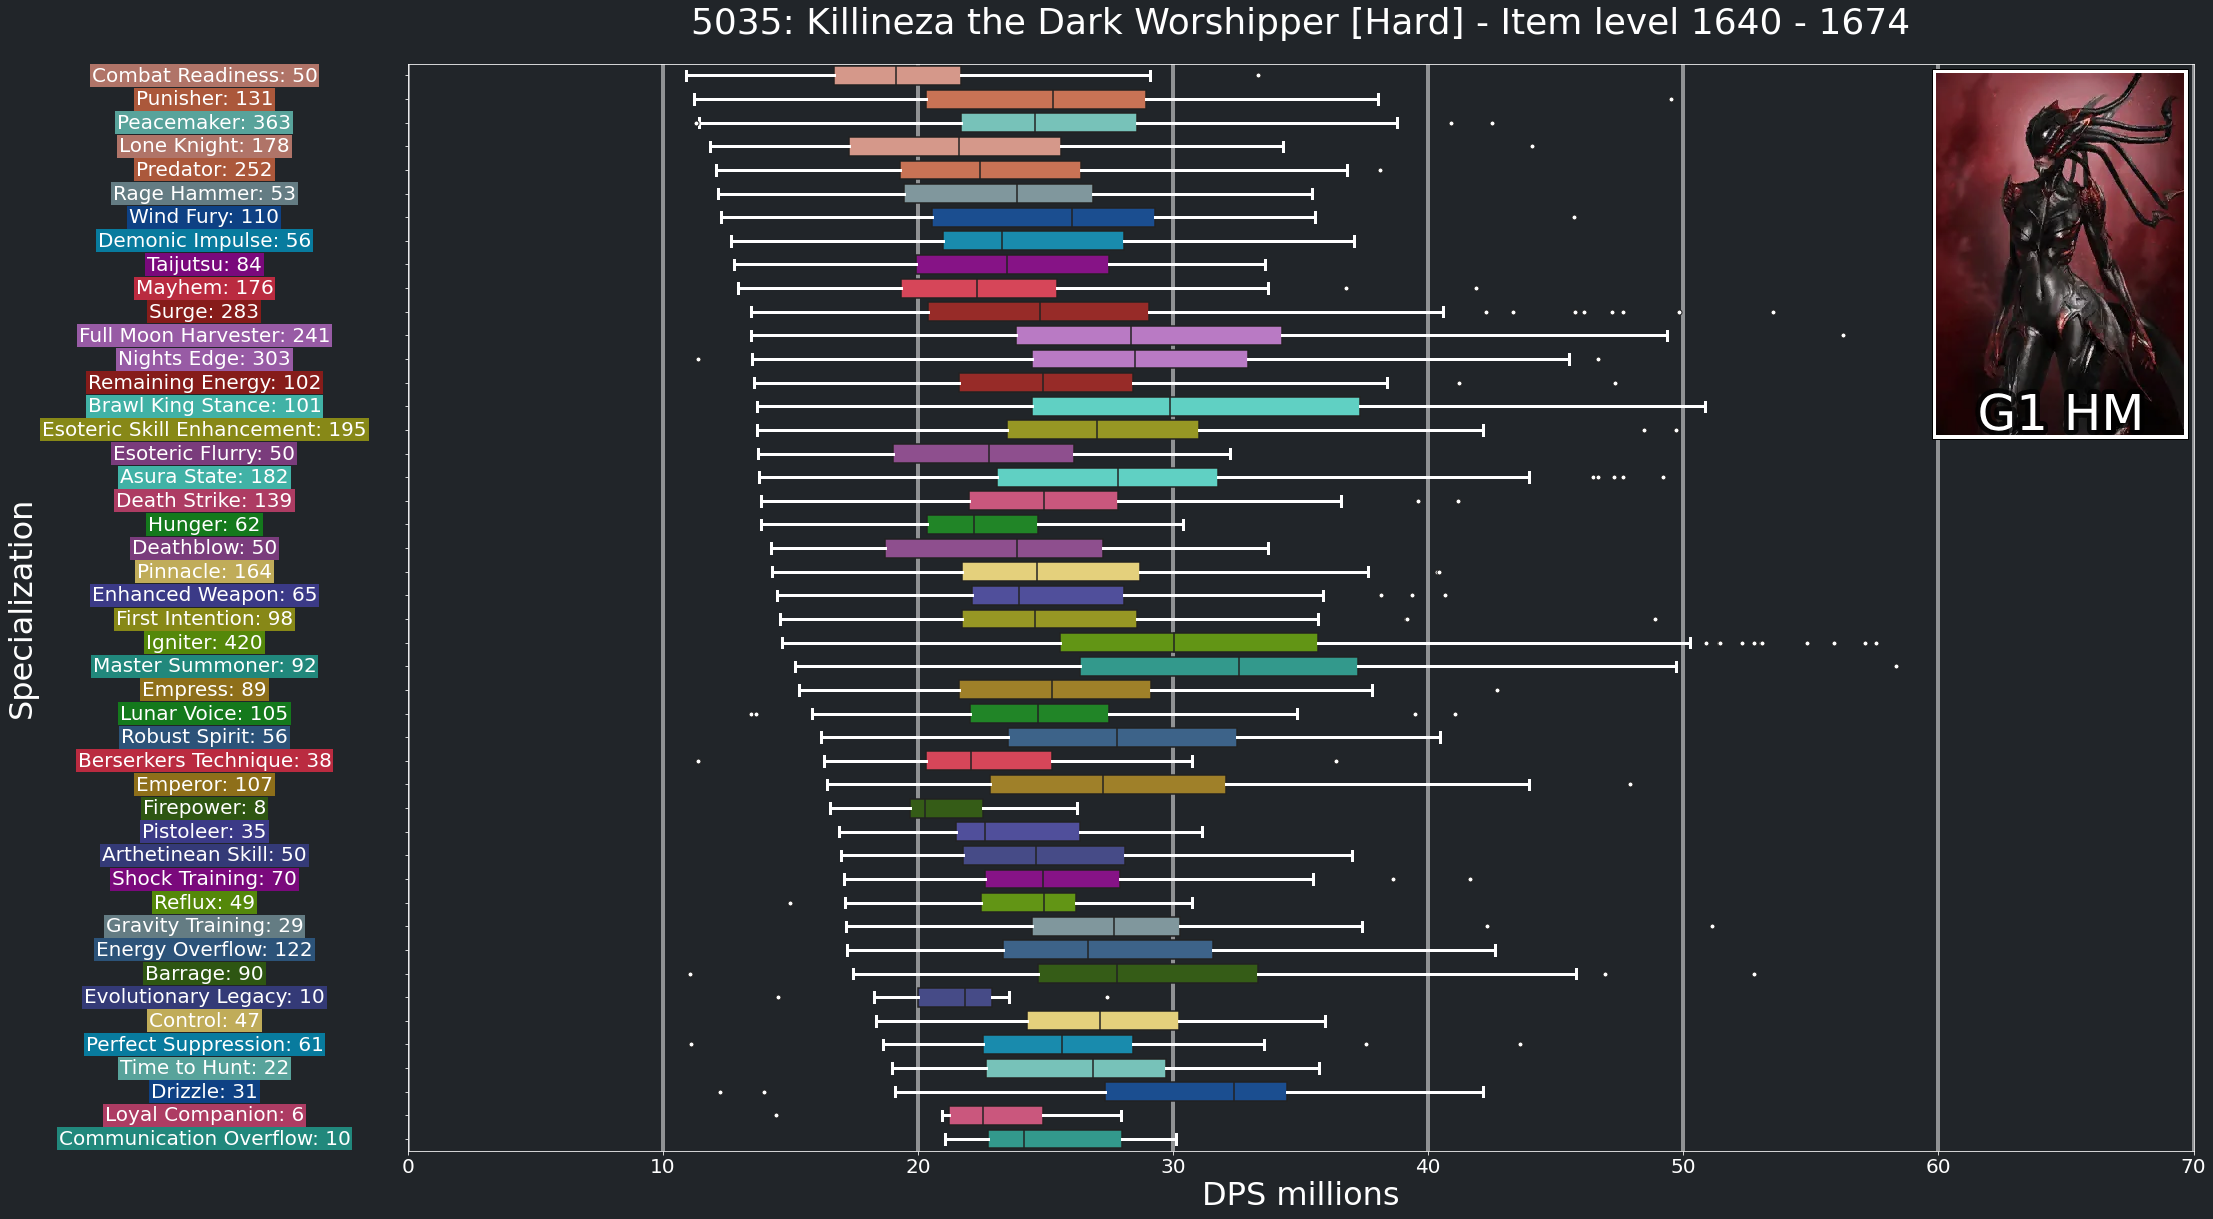 5035: Killineza the Dark Worshipper [Hard] - Item level 1640 - 1674
Specialization
Combat Readiness: 50
Punisher: 131
Peacemaker: 363
Lone Knight: 178
Predator: 252
Rage Hammer: 53
Wind Fury: 110
Demonic Impulse: 56
Taijutsu: 84
Mayhem: 176
Surge: 283
Full Moon Harvester: 241
Nights Edge: 303
Remaining Energy: 102
Brawl King Stance: 101
Esoteric Skill Enhancement: 195
Esoteric Flurry: 50
Asura State: 182
Death Strike: 139
Hunger: 62
Deathblow: 50
Pinnacle: 164
Enhanced Weapon: 65
First Intention: 98
Igniter: 420
Master Summoner: 92
Empress: 89
Lunar Voice: 105
Robust Spirit: 56
Berserkers Technique: 38
Emperor: 107
Firepower: 8
Pistoleer: 35
Arthetinean Skill: 50
Shock Training: 70
Reflux: 49
Gravity Training: 29
Energy Overflow: 122
Barrage: 90
Evolutionary Legacy: 10
Control: 47
Perfect Suppression: 61
Time to Hunt: 22
Drizzle: 31
Loyal Companion: 6
Communication Overflow: 10
G1 HM
0 10 20 30 40 50 60 70
DPS millions